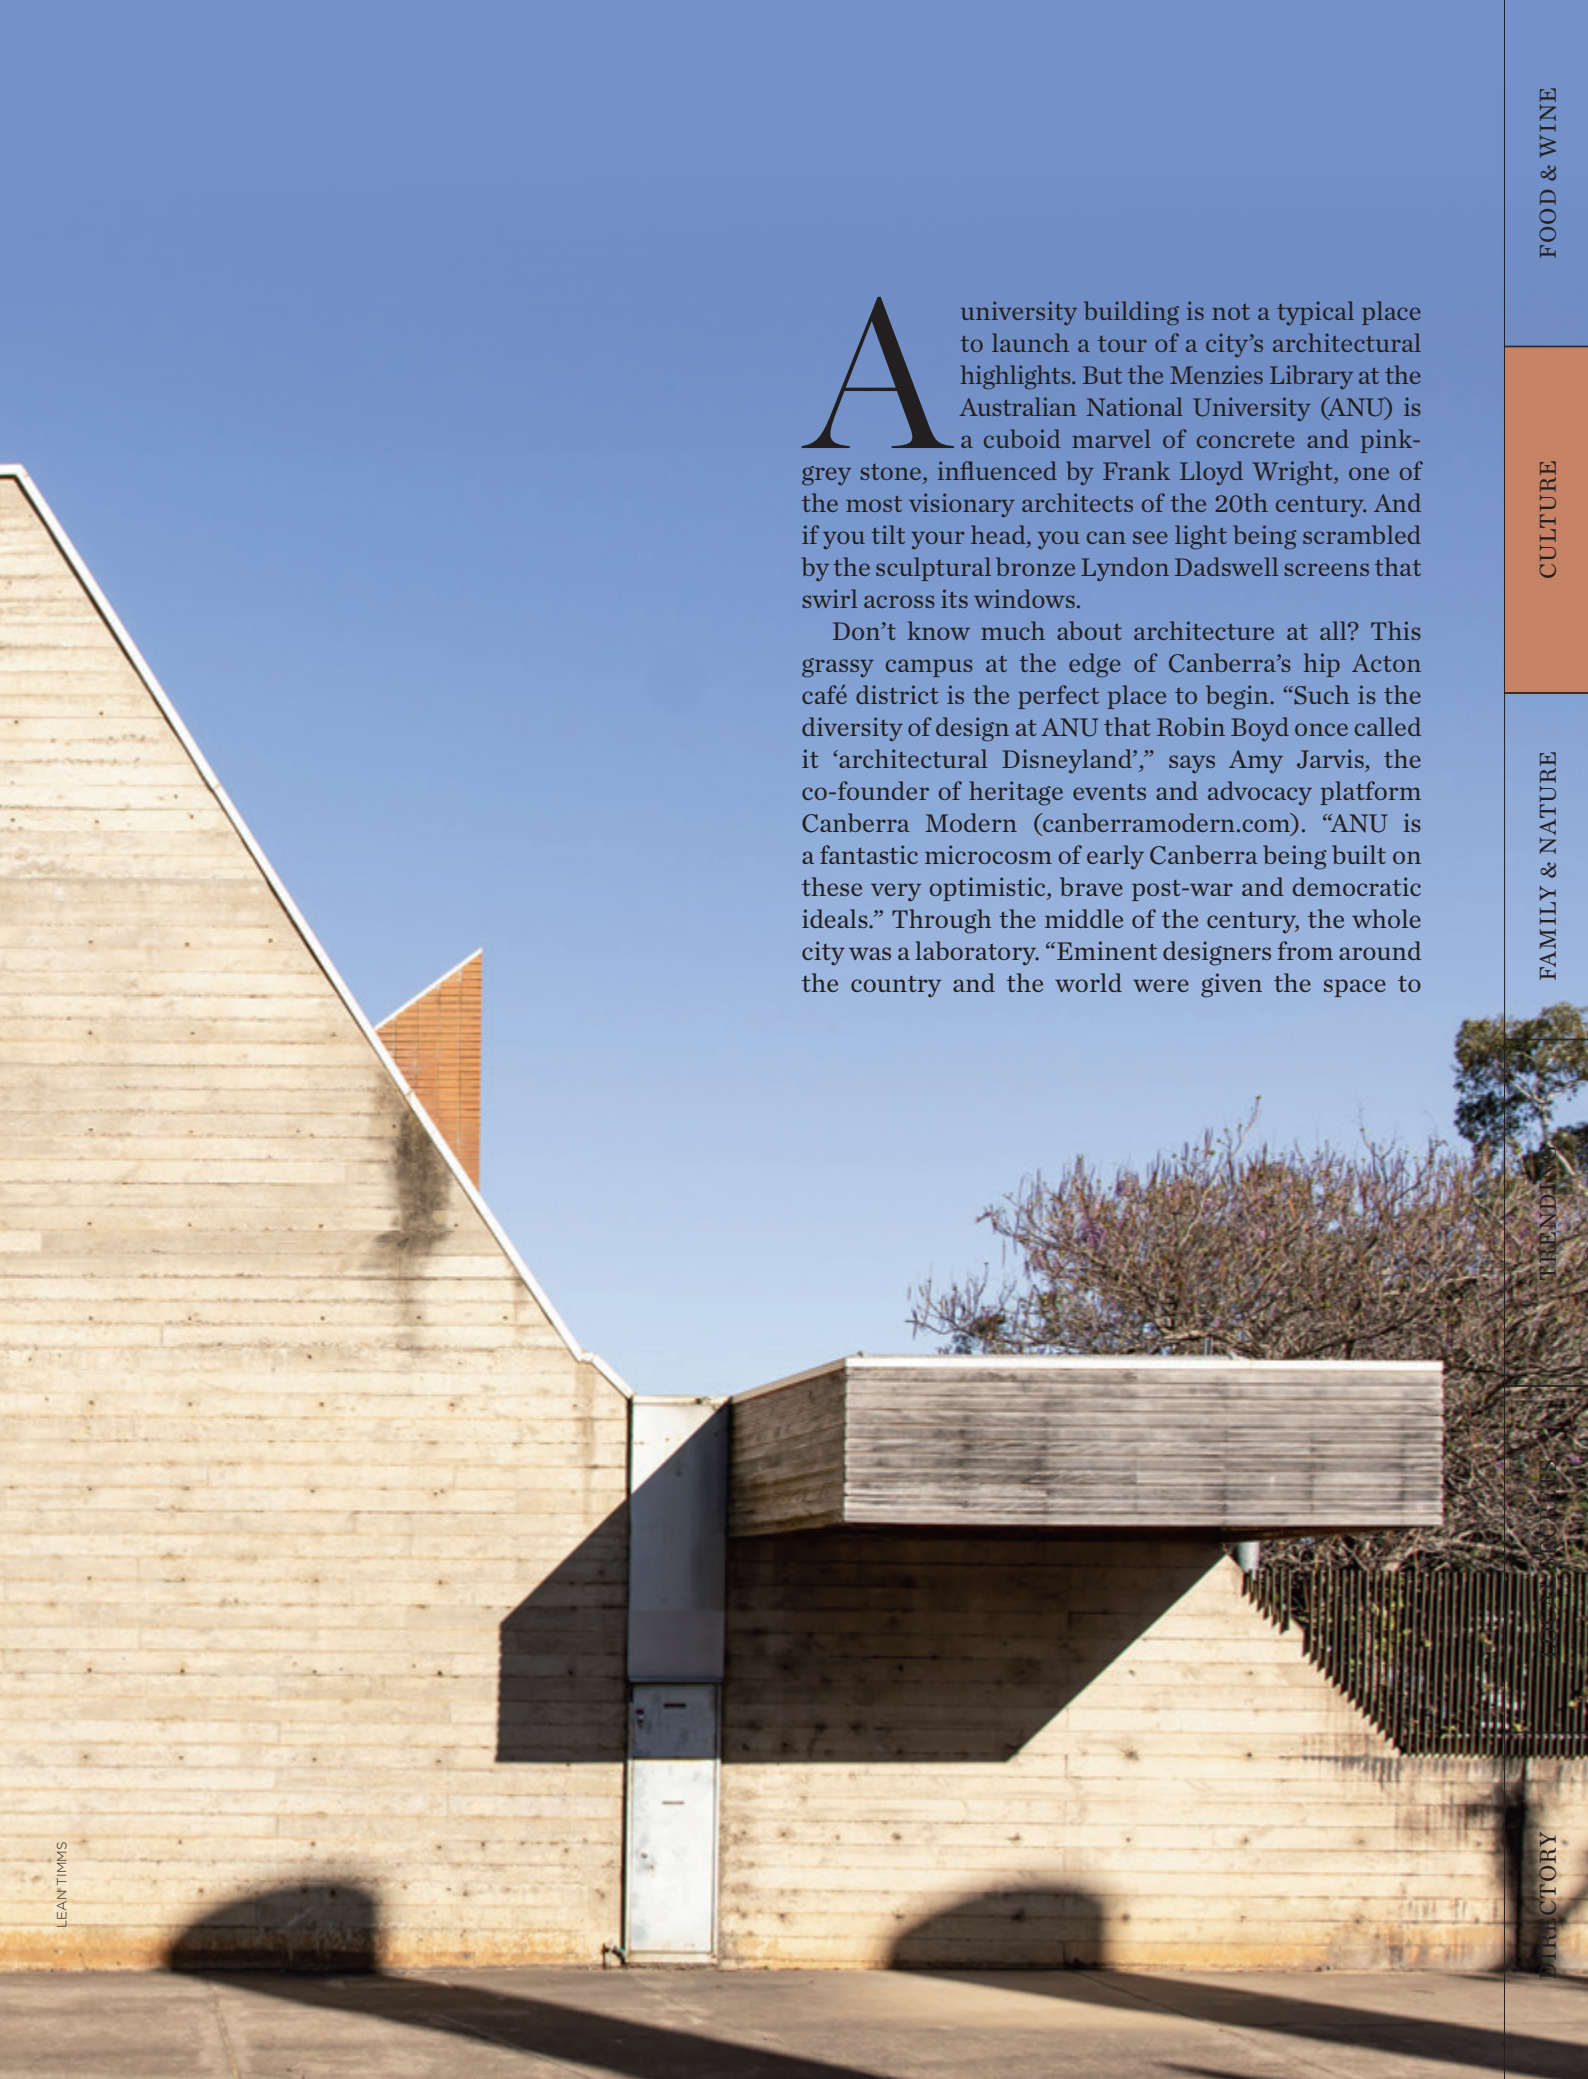 A university building is not a typical place
to launch a tour of a city’s architectural
highlights. But the Menzies Library at the
Australian National University (ANU) is
a cuboid marvel of concrete and pink-
grey stone, influenced by Frank Lloyd Wright, one of
the most visionary architects of the 20th century. And
if you tilt your head, you can see light being scrambled
by the sculptural bronze Lyndon Dadswell screens that
swirl across its windows.
Don’t know much about architecture at all? This
grassy campus at the edge of Canberra’s hip Acton
café district is the perfect place to begin. “Such is the
diversity of design at ANU that Robin Boyd once called
it ‘architectural Disneyland’,” says Amy Jarvis, the
co-founder of heritage events and advocacy platform
Canberra Modern (canberramodern.com). “ANU is
a fantastic microcosm of early Canberra being built on
these very optimistic, brave post-war and democratic
ideals.” Through the middle of the century, the whole
city was a laboratory. “Eminent designers from around
the country and the world were given the space to
FOOD & WINE
CULTURE
FAMILY & NATURE
TRENDING
LOCAL SECRETS
DIRECTORY
LEAN TIMMS